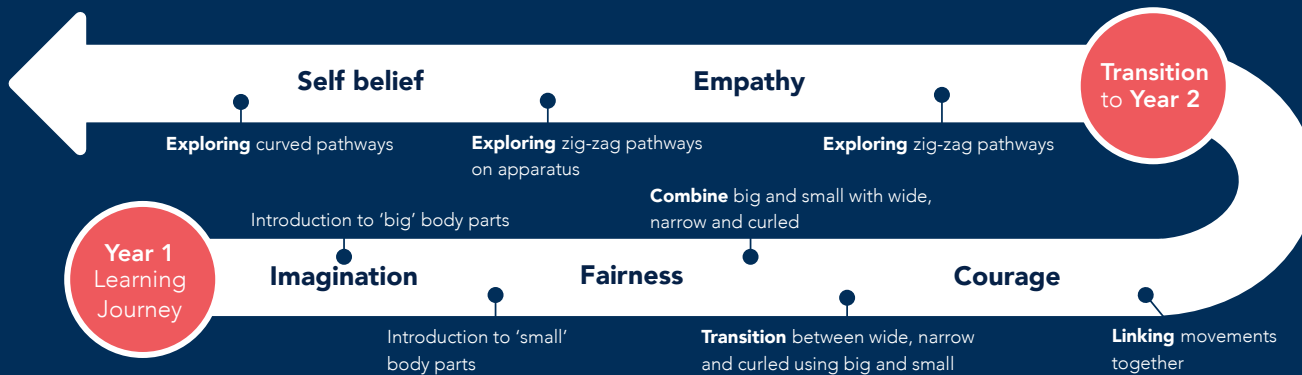 Self belief
Empathy
Transition
to Year 2
Exploring curved pathways
Exploring zig-zag pathways
on apparatus
Exploring zig-zag pathways
Introduction to ‘big’ body parts
Combine big and small with wide,
narrow and curled
Year 1
Learning
Journey
Imagination
Fairness
Courage
Introduction to ‘small’
body parts
Transition between wide, narrow
and curled using big and small
Linking movements
together